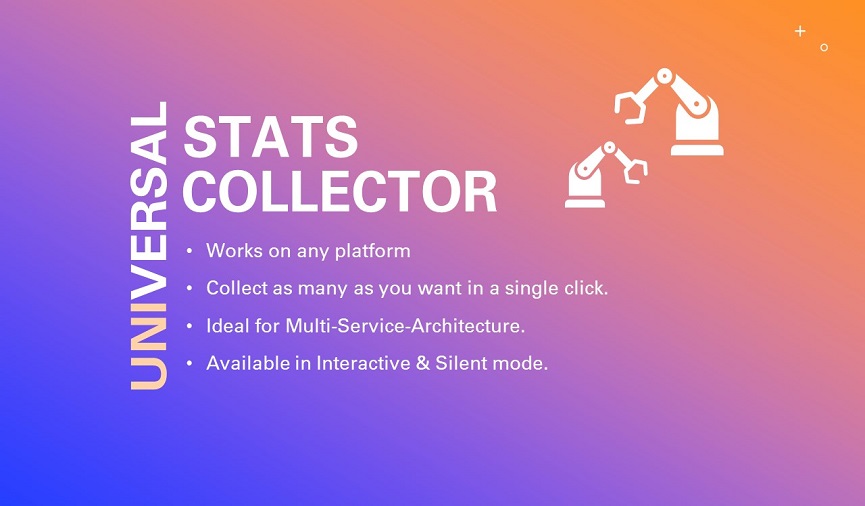 UNIVERSAL
STATS
COLLECTOR
• Works on any platform
• Collect as many as you want in a single click.
• Ideal for Multi-Service-Architecture.
• Available in Interactive & Silent mode.